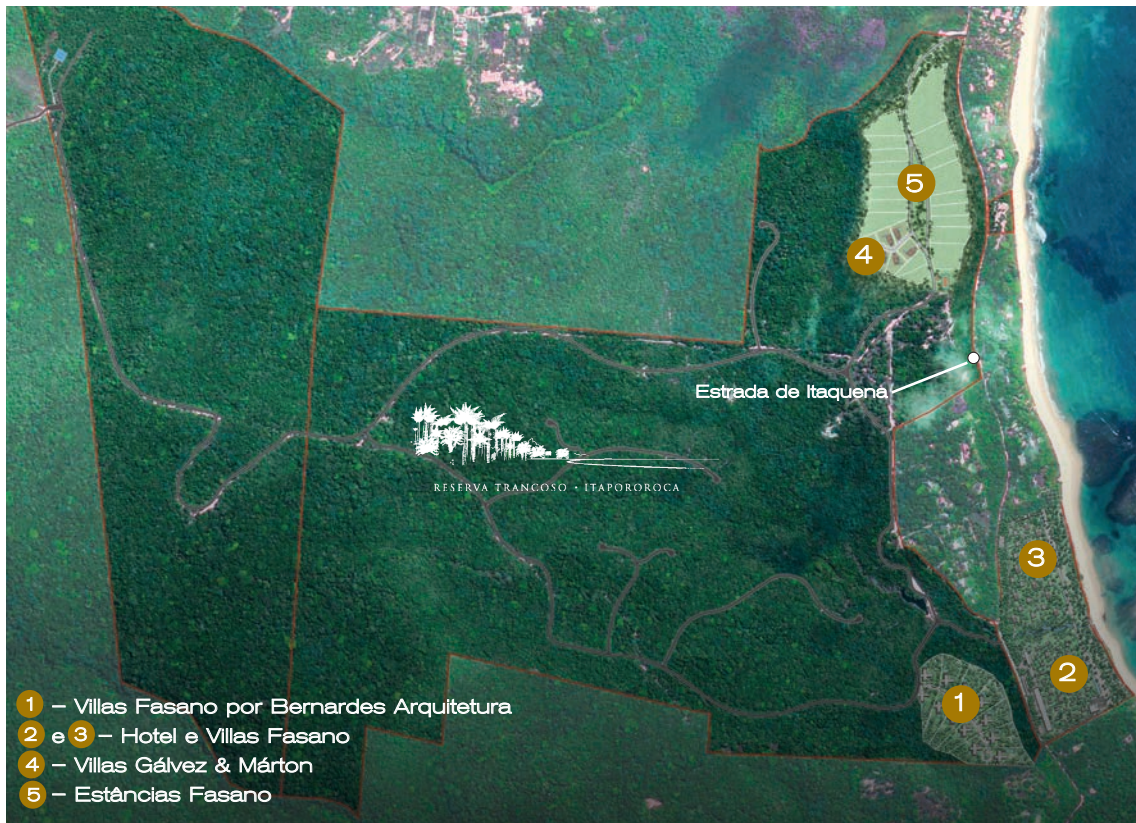 5
4
Estrada de Itaquena
RESERVA TRANCOSO • ITAPOROROCA
3
2
1
1 – Villas Fasano por Bernardes Arquitetura
2 e 3 – Hotel e Villas Fasano
4 – Villas Gálvez & Márton
5 – Estâncias Fasano